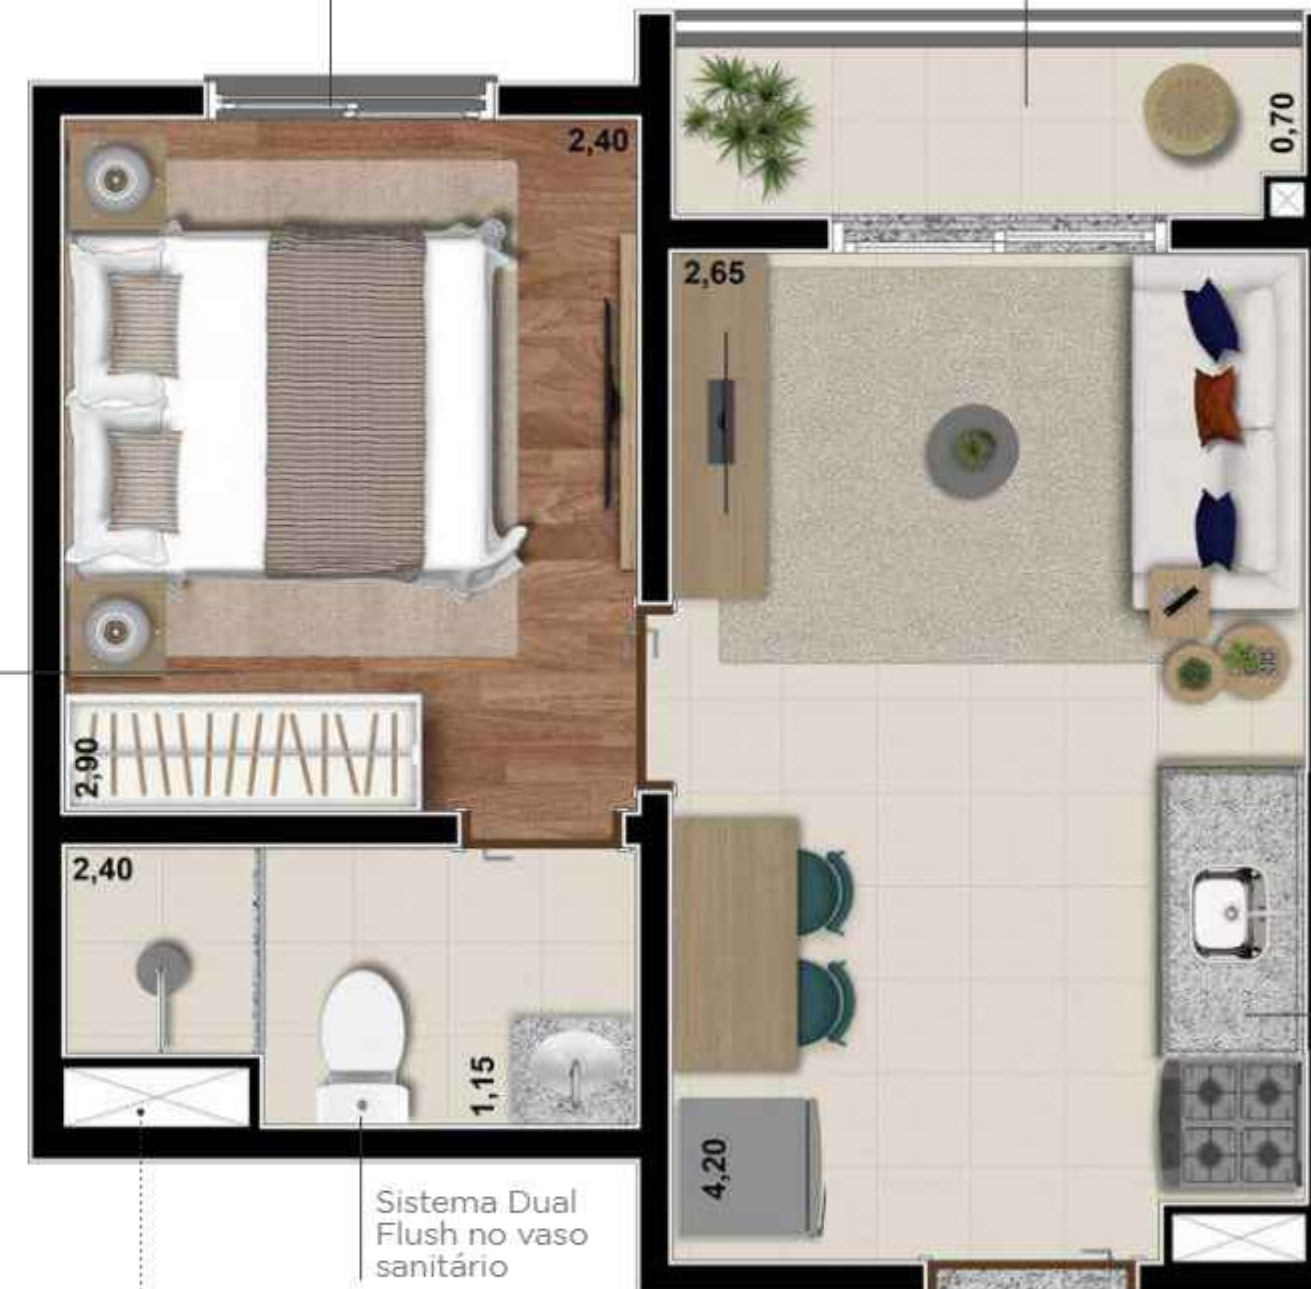 2,40
0,70
2,65
2,90
2,40
1,15
4,20
Sistema Dual
Flush no vaso
sanitário